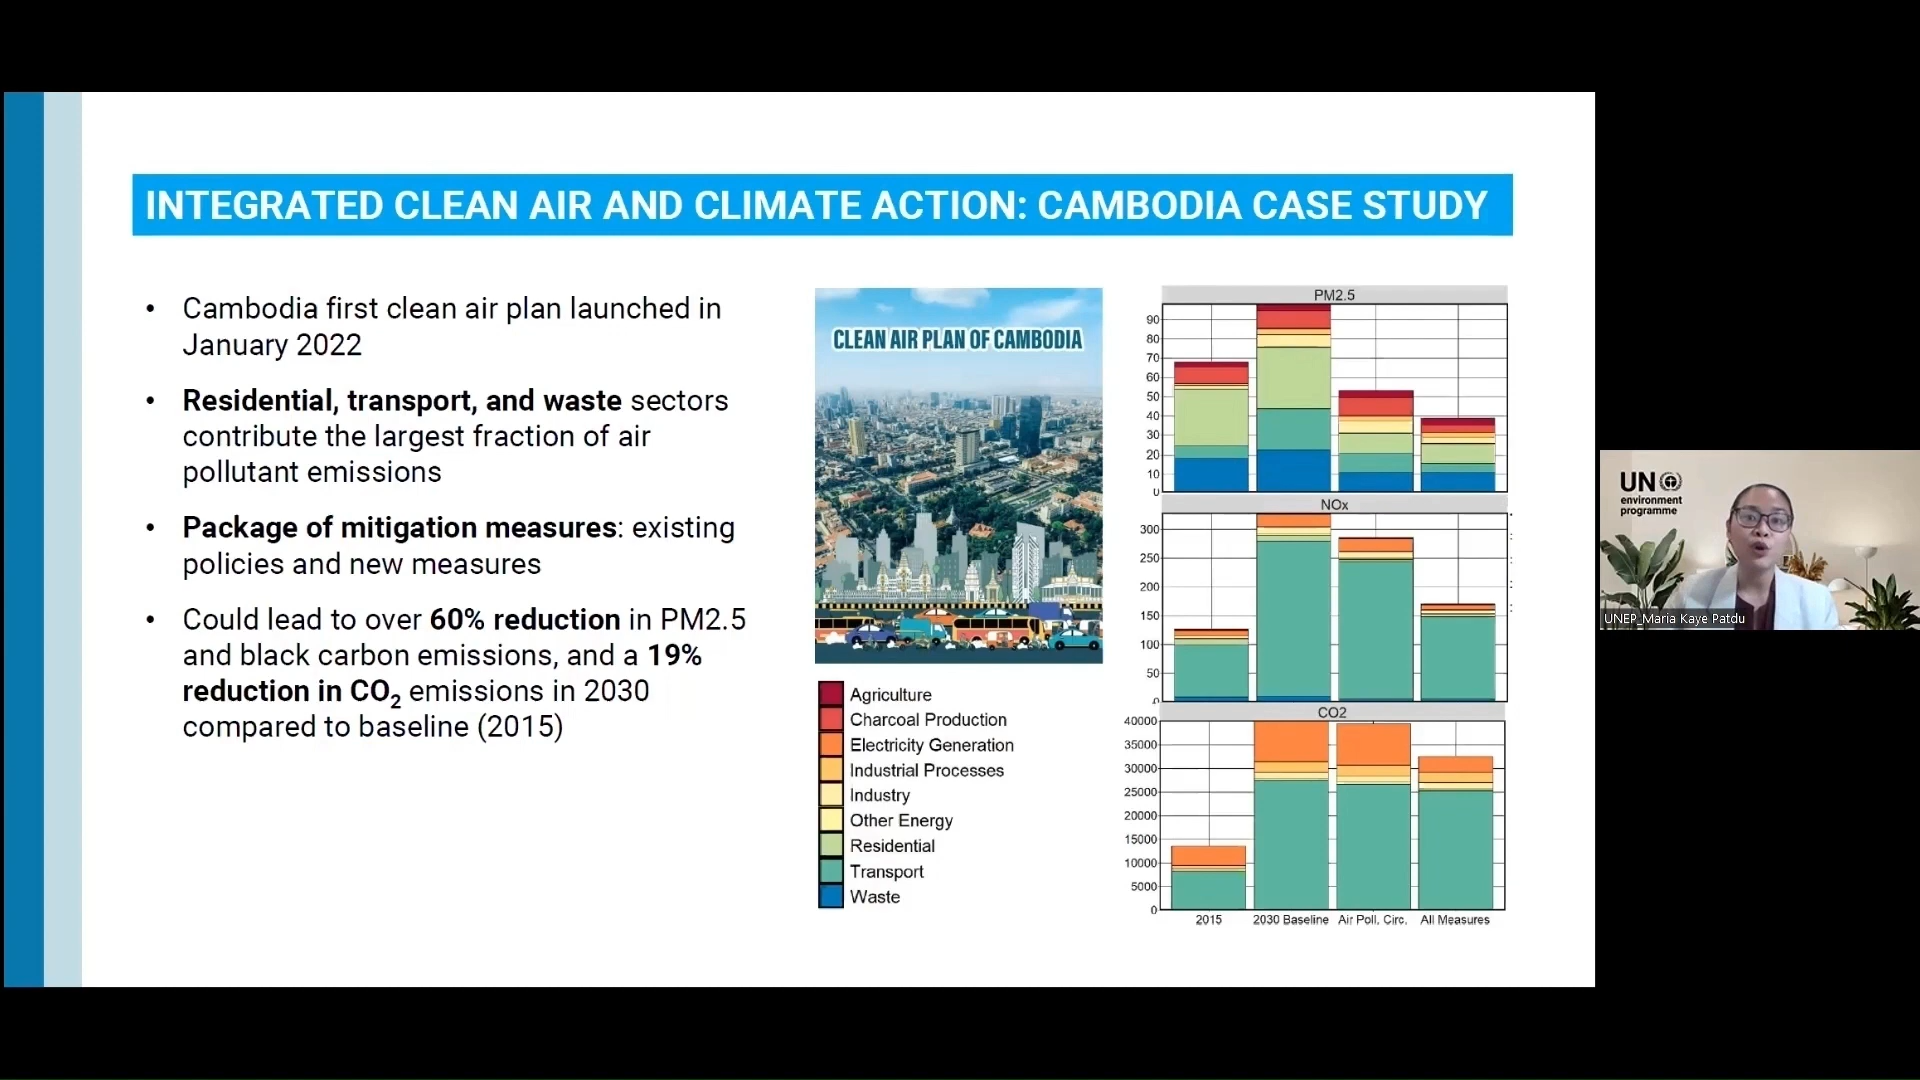 INTEGRATED CLEAN AIR AND CLIMATE ACTION: CAMBODIA CASE STUDY
• Cambodia first clean air plan launched in
January 2022
• Residential, transport, and waste sectors
contribute the largest fraction of air
pollutant emissions
• Package of mitigation measures: existing
policies and new measures
• Could lead to over 60% reduction in PM2.5
and black carbon emissions, and a 19%
reduction in CO₂ emissions in 2030
compared to baseline (2015)
CLEAN AIR PLAN OF CAMBODIA
Agriculture
Charcoal Production
Electricity Generation
Industrial Processes
Industry
Other Energy
Residential
Transport
Waste
PM2.5
90
80
70
60
50
40
30
20
10
0
NOx
300
250
200
150
100
50
0
CO2
40000
35000
30000
25000
20000
15000
10000
5000
0
2015 2030 Baseline Air Poll. Circ. All Measures
UN
environment
programme
UNEP_Maria Kaye Patdu